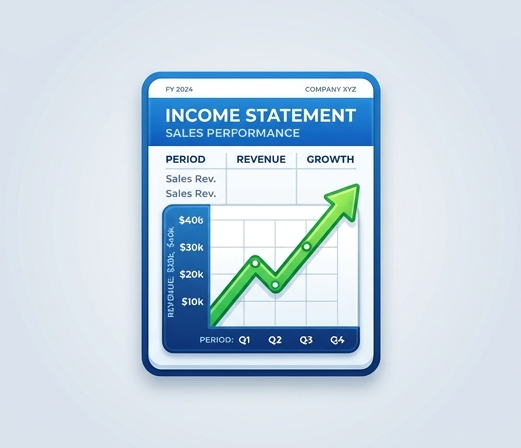 FY 2024
COMPANY XYZ
INCOME STATEMENT
SALES PERPORMANCE
PERIOD REVENUE GROWTH
Sales Rev.
Sales Rev.
$30k
$20k
$10k
PERIOD: Q1 Q2 Q3 Q4